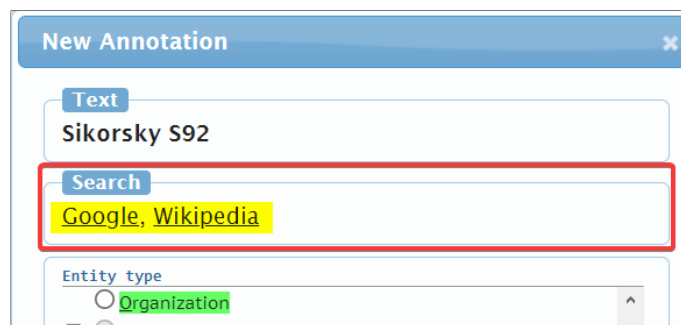 New Annotation
Text
Sikorsky S92
Search
Google, Wikipedia
Entity type
Organization